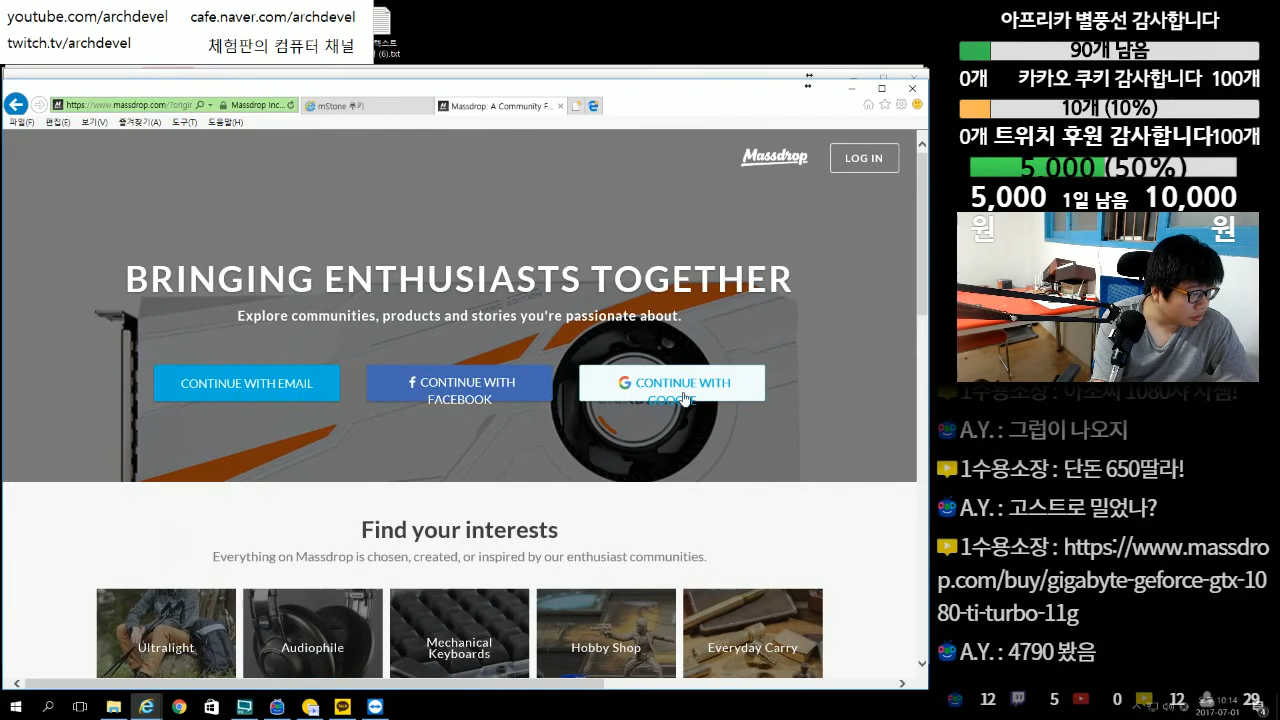 youtube.com/archdevel
cafe.naver.com/archdevel
twitch.tv/archdevel
체험판의 컴퓨터 채널
(6).txt
https://www.massdrop.com/?origir
Massdrop Inc...
mStone 루키
Massdrop: A Community F...
파일(F)
편집(E)
보기(V)
즐겨찾기(A)
도구(T)
도움말(H)
Massdrop
LOG IN
BRINGING ENTHUSIASTS TOGETHER
Explore communities, products and stories you're passionate about.
CONTINUE WITH EMAIL
CONTINUE WITH
FACEBOOK
CONTINUE WITH
Find your interests
Everything on Massdrop is chosen, created, or inspired by our enthusiast communities.
Ultralight
Audiophile
Mechanical
Keyboards
Hobby Shop
Everyday Carry
아프리카 별풍선 감사합니다
90개 남음
0개 카카오 쿠키 감사합니다 100개
10개 (10%)
0개 트위치 후원 감사합니다 100개
5,000 (50%)
5,000 1일 남음 10,000
원 원
A.Y. : 그럽이 나오지
1수용소장 : 단돈 650딸라!
A.Y. : 고스트로 밀었나?
1수용소장 : https://www.massdro
p.com/buy/gigabyte-geforce-gtx-10
80-ti-turbo-11g
A.Y. : 4790 봤음
12 5 0 12 29
10:14
2017-07-01